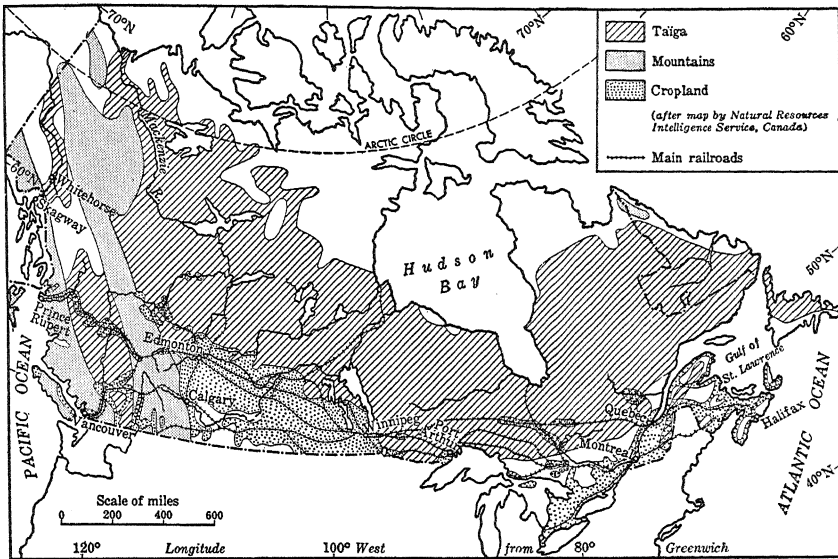 70°N
70°N
60°N
Taïga
Mountains
Cropland
(after map by Natural Resources
Intelligence Service, Canada)
Main railroads
ARCTIC CIRCLE
Mackenzie
R.
60°N
Whitehorse
Skagway
Hudson
Bay
50°N
Prince
Rupert
Edmonton
Calgary
Vancouver
Winnipeg
Port
Arthur
Quebec
Montreal
Gulf of
St. Lawrence
Halifax
PACIFIC OCEAN
ATLANTIC OCEAN
40°N
Scale of miles
0 200 400 600
120° Longitude 100° West from 80° Greenwich